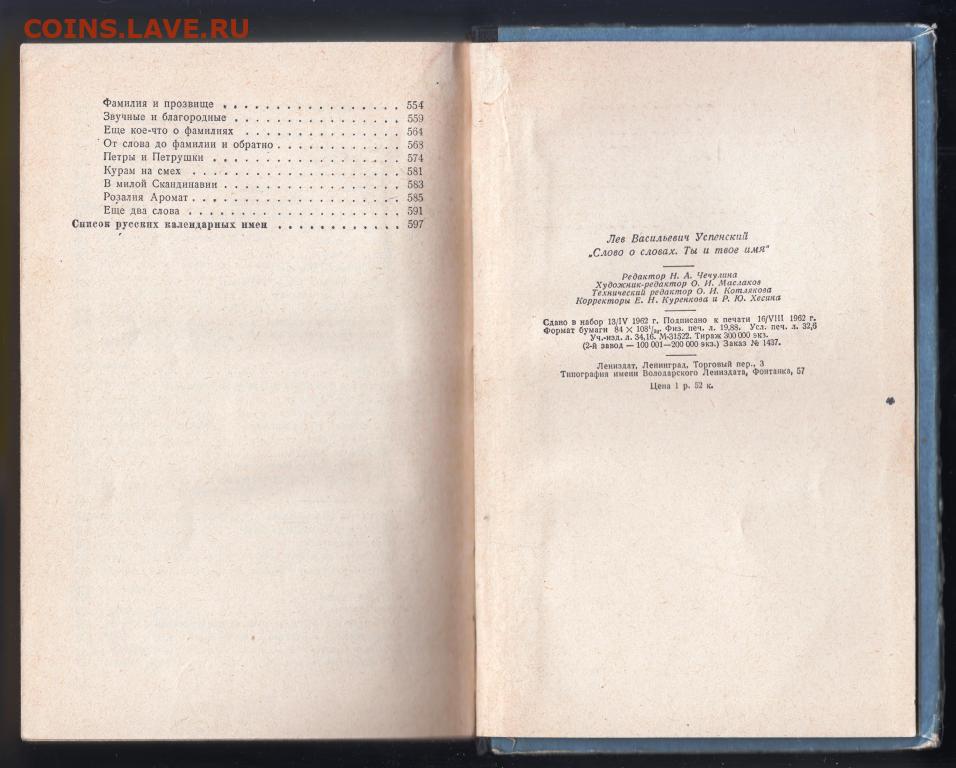 COINS.LAVE.RU
Фамилия и прозвище . . . . . . . . . . . . . . . . . 554
Звучные и благородные . . . . . . . . . . . . . . . . 559
Еще кое-что о фамилиях . . . . . . . . . . . . . . . 564
От слова до фамилии и обратно . . . . . . . . . . . . 568
Петры и Петрушки . . . . . . . . . . . . . . . . . . 574
Курам на смех . . . . . . . . . . . . . . . . . . . . 581
В милой Скандинавии . . . . . . . . . . . . . . . . . 583
Розалия Аромат . . . . . . . . . . . . . . . . . . . . 585
Еще два слова . . . . . . . . . . . . . . . . . . . . 591
Список русских календарных имен . . . . . . . . . . . . 597
Лев Васильевич Успенский
„Слово о словах. Ты и твое имя“
Редактор Н. А. Чечулина
Художник-редактор О. И. Маслаков
Технический редактор О. И. Котлякова
Корректоры Е. Н. Куренкова и Р. Ю. Хесина
Сдано в набор 13/IV 1962 г. Подписано к печати 16/VIII 1962 г.
Формат бумаги 84 × 108¹/₃₂. Физ. печ. л. 19,88. Усл. печ. л. 32,6
Уч.-изд. л. 34,16. М-31522. Тираж 300 000 экз.
(2-й завод — 100 001—200 000 экз.) Заказ № 1437.
Лениздат, Ленинград, Торговый пер., 3
Типография имени Володарского Лениздата, Фонтанка, 57
Цена 1 р. 52 к.